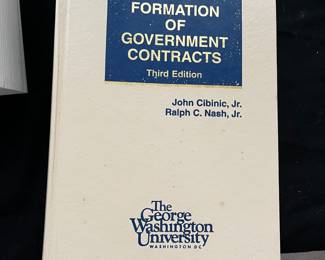 FORMATION
OF
GOVERNMENT
CONTRACTS
Third Edition
John Cibinic, Jr.
Ralph C. Nash, Jr.
The
George
Washington
University
WASHINGTON DC